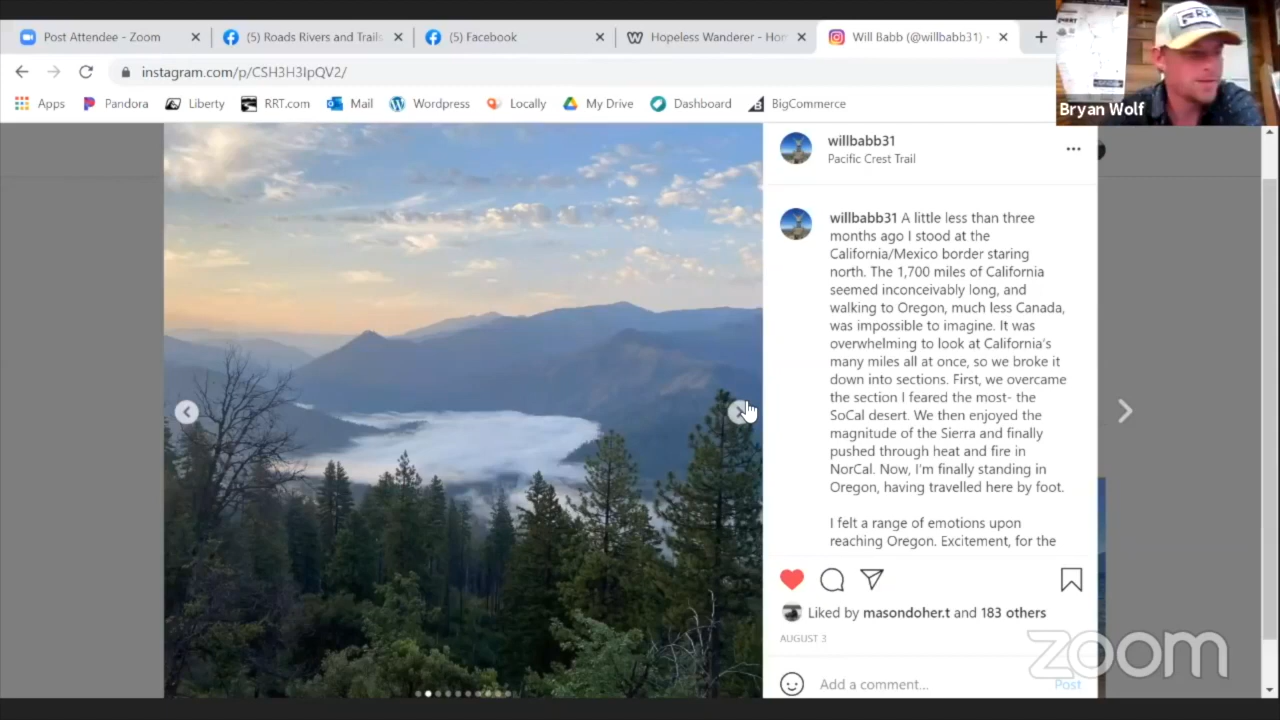 Post Attendee - Zoom
(5) Roads Rivers and Trails
(5) Facebook
Hopeless Wanderer - Hom
Will Babb (@willbabb31) ·
instagram.com/p/CSH3H3IpQV2/
Apps
Pandora
Liberty
RRT.com
Mail
Wordpress
Locally
My Drive
Dashboard
BigCommerce
Bryan Wolf
willbabb31
Pacific Crest Trail
willbabb31 A little less than three
months ago I stood at the
California/Mexico border staring
north. The 1,700 miles of California
seemed inconceivably long, and
walking to Oregon, much less Canada,
was impossible to imagine. It was
overwhelming to look at California's
many miles all at once, so we broke it
down into sections. First, we overcame
the section I feared the most- the
SoCal desert. We then enjoyed the
magnitude of the Sierra and finally
pushed through heat and fire in
NorCal. Now, I'm finally standing in
Oregon, having travelled here by foot.
I felt a range of emotions upon
reaching Oregon. Excitement, for the
Liked by masondoher.t and 183 others
AUGUST 3
zoom
Add a comment...
Post